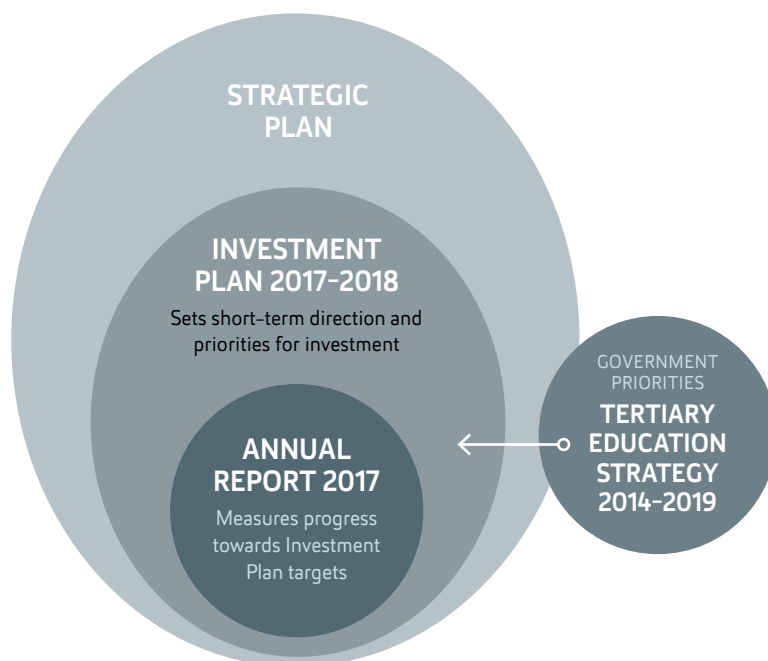 STRATEGIC
PLAN
INVESTMENT
PLAN 2017–2018
Sets short-term direction and
priorities for investment
ANNUAL
REPORT 2017
Measures progress
towards Investment
Plan targets
GOVERNMENT
PRIORITIES
TERTIARY
EDUCATION
STRATEGY
2014–2019